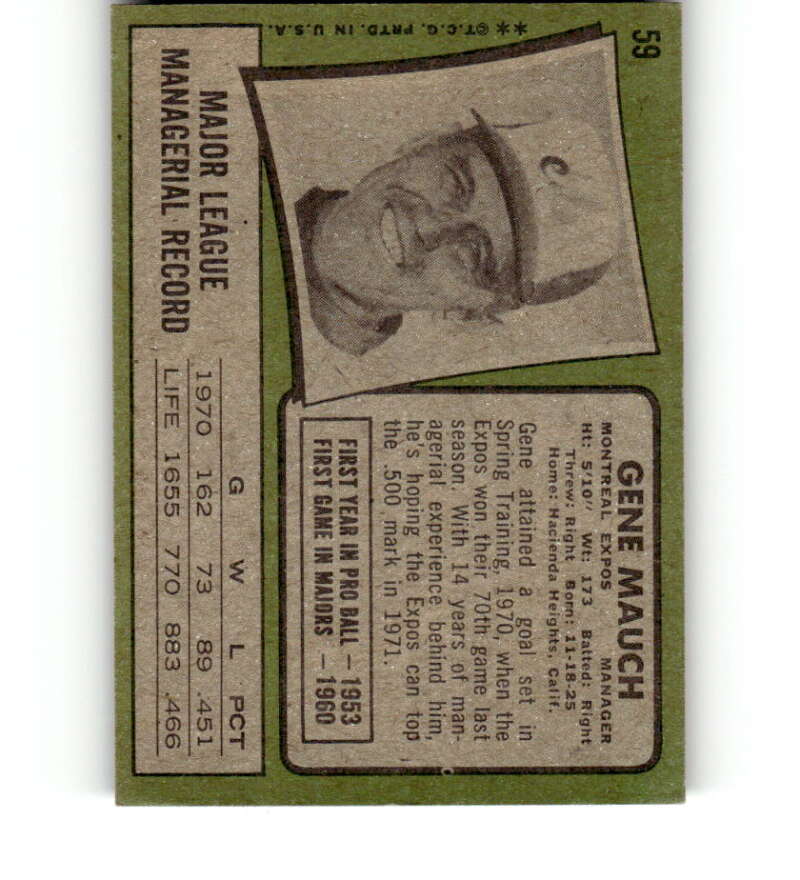 59
**©T.C.G. PRTD. IN U.S.A.
e
GENE MAUCH
MONTREAL EXPOS MANAGER
Ht: 5'10" Wt: 173 Batted: Right
Threw: Right Born: 11-18-25
Home: Hacienda Heights, Calif.
Gene attained a goal set in
Spring Training, 1970, when the
Expos won their 70th game last
season. With 14 years of man-
agerial experience behind him,
he's hoping the Expos can top
the .500 mark in 1971.
FIRST YEAR IN PRO BALL — 1953
FIRST GAME IN MAJORS — 1960
MAJOR LEAGUE
MANAGERIAL RECORD
G W L PCT
1970 162 73 89 .451
LIFE 1655 770 883 .466